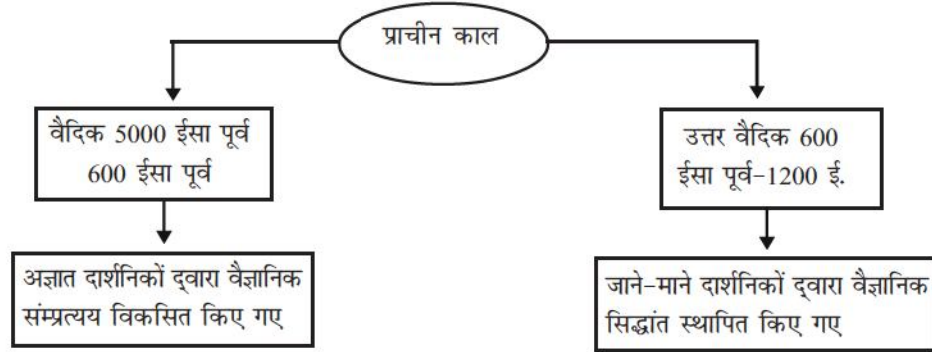 प्राचीन काल
वैदिक 5000 ईसा पूर्व
600 ईसा पूर्व
उत्तर वैदिक 600
ईसा पूर्व-1200 ई.
अज्ञात दार्शनिकों द्वारा वैज्ञानिक
संम्प्रत्यय विकसित किए गए
जाने-माने दार्शनिकों द्वारा वैज्ञानिक
सिद्धांत स्थापित किए गए